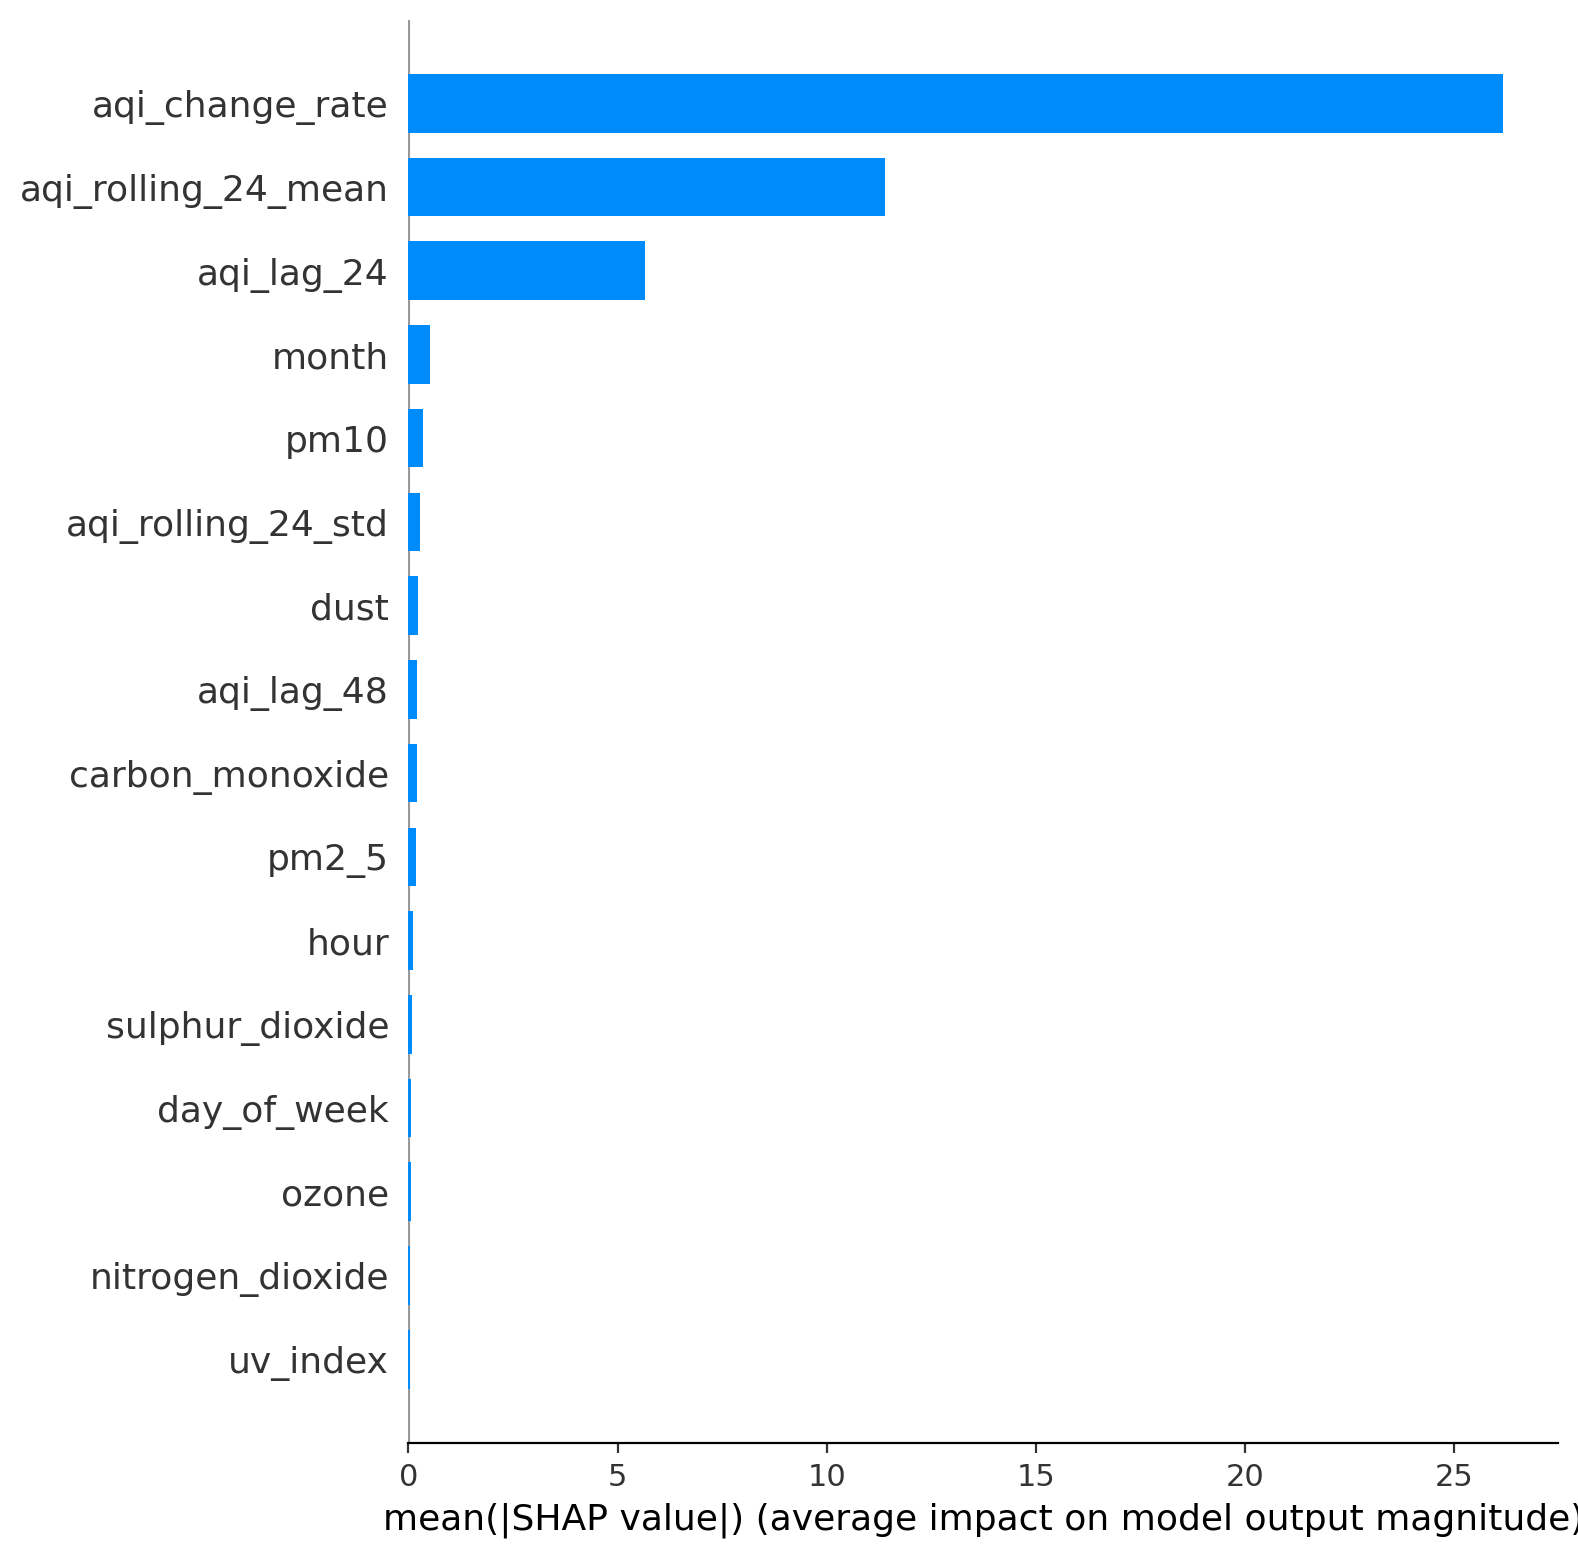 aqi_change_rate
aqi_rolling_24_mean
aqi_lag_24
month
pm10
aqi_rolling_24_std
dust
aqi_lag_48
carbon_monoxide
pm2_5
hour
sulphur_dioxide
day_of_week
ozone
nitrogen_dioxide
uv_index
0 5 10 15 20 25
mean(|SHAP value|) (average impact on model output magnitude)